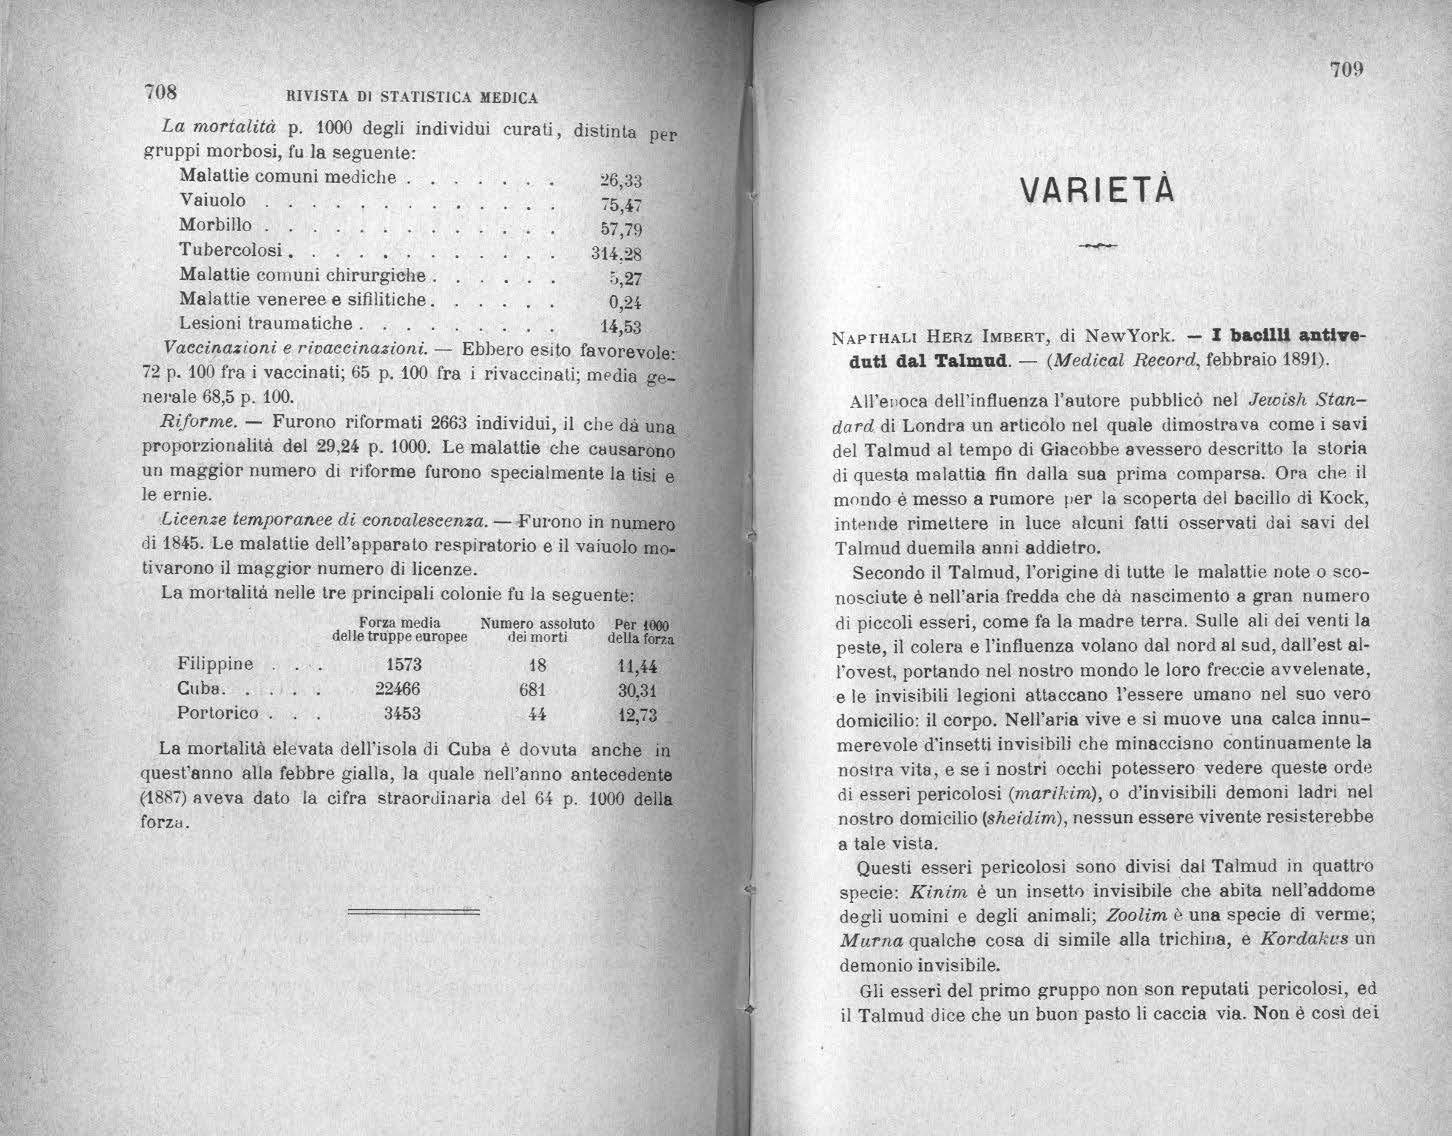 708 RIVISTA DI STATISTICA MEDICA
La mortalità p. 1000 degli individui curati, distinta per
gruppi morbosi, fu la seguente:
Malattie comuni mediche . . . . . . . 26,33
Vaiuolo . . . . . . . . . . . . . 75,47
Morbillo . . . . . . . . . . . . . 57,79
Tubercolosi . . . . . . . . . . . . 314.28
Malattie comuni chirurgiche . . . . . . 5,27
Malattie veneree e sifilitiche . . . . . . 0,24
Lesioni traumatiche . . . . . . . . . 14,53
Vaccinazioni e rivaccinazioni. — Ebbero esito favorevole:
72 p. 100 fra i vaccinati; 65 p. 100 fra i rivaccinati; media ge-
nerale 68,5 p. 100.
Riforme. — Furono riformati 2663 individui, il che dà una
proporzionalità del 29,24 p. 1000. Le malattie che causarono
un maggior numero di riforme furono specialmente la tisi e
le ernie.
Licenze temporanee di convalescenza. — Furono in numero
di 1845. Le malattie dell'apparato respiratorio e il vaiuolo mo-
tivarono il maggior numero di licenze.
La mortalità nelle tre principali colonie fu la seguente:
Forza media Numero assoluto Per 1000
delle truppe europee dei morti della forza
Filippine . . . 1573 18 11,44
Cuba. . . . . 22466 681 30,31
Portorico . . . 3453 44 12,73
La mortalità elevata dell'isola di Cuba è dovuta anche in
quest'anno alla febbre gialla, la quale nell'anno antecedente
(1887) aveva dato la cifra straordinaria del 64 p. 1000 della
forza.
709
VARIETÀ
NAPTHALI HERZ IMBERT, di NewYork. — I bacilli antive-
duti dal Talmud. — (Medical Record, febbraio 1891).
All'epoca dell'influenza l'autore pubblicò nel Jewish Stan-
dard di Londra un articolo nel quale dimostrava come i savi
del Talmud al tempo di Giacobbe avessero descritto la storia
di questa malattia fin dalla sua prima comparsa. Ora che il
mondo è messo a rumore per la scoperta del bacillo di Kock,
intende rimettere in luce alcuni fatti osservati dai savi del
Talmud duemila anni addietro.
Secondo il Talmud, l'origine di tutte le malattie note o sco-
nosciute è nell'aria fredda che dà nascimento a gran numero
di piccoli esseri, come fa la madre terra. Sulle ali dei venti la
peste, il colera e l'influenza volano dal nord al sud, dall'est al-
l'ovest, portando nel nostro mondo le loro freccie avvelenate,
e le invisibili legioni attaccano l'essere umano nel suo vero
domicilio: il corpo. Nell'aria vive e si muove una calca innu-
merevole d'insetti invisibili che minacciano continuamente la
nostra vita, e se i nostri occhi potessero vedere queste orde
di esseri pericolosi (marikim), o d'invisibili demoni ladri nel
nostro domicilio (sheidim), nessun essere vivente resisterebbe
a tale vista.
Questi esseri pericolosi sono divisi dal Talmud in quattro
specie: Kinim è un insetto invisibile che abita nell'addome
degli uomini e degli animali; Zoolim è una specie di verme;
Murna qualche cosa di simile alla trichina, e Kordakus un
demonio invisibile.
Gli esseri del primo gruppo non son reputati pericolosi, ed
il Talmud dice che un buon pasto li caccia via. Non è così dei